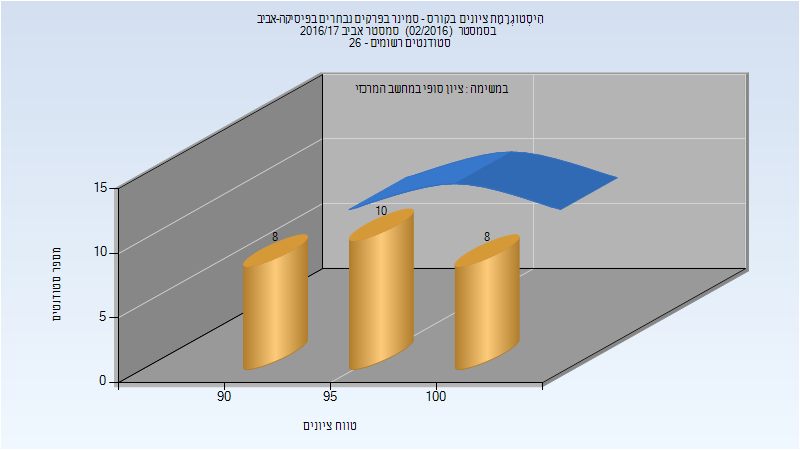 היסטוגרמת ציונים בקורס - סמינר בפרקים נבחרים בפיסיקה-אביב
בסמסטר (02/2016) סמסטר אביב 2016/17
סטודנטים רשומים - 26
במשימה : ציון סופי במחשב המרכזי
15
10
5
0
8
10
8
90
95
100
מספר סטודנטים
טווח ציונים